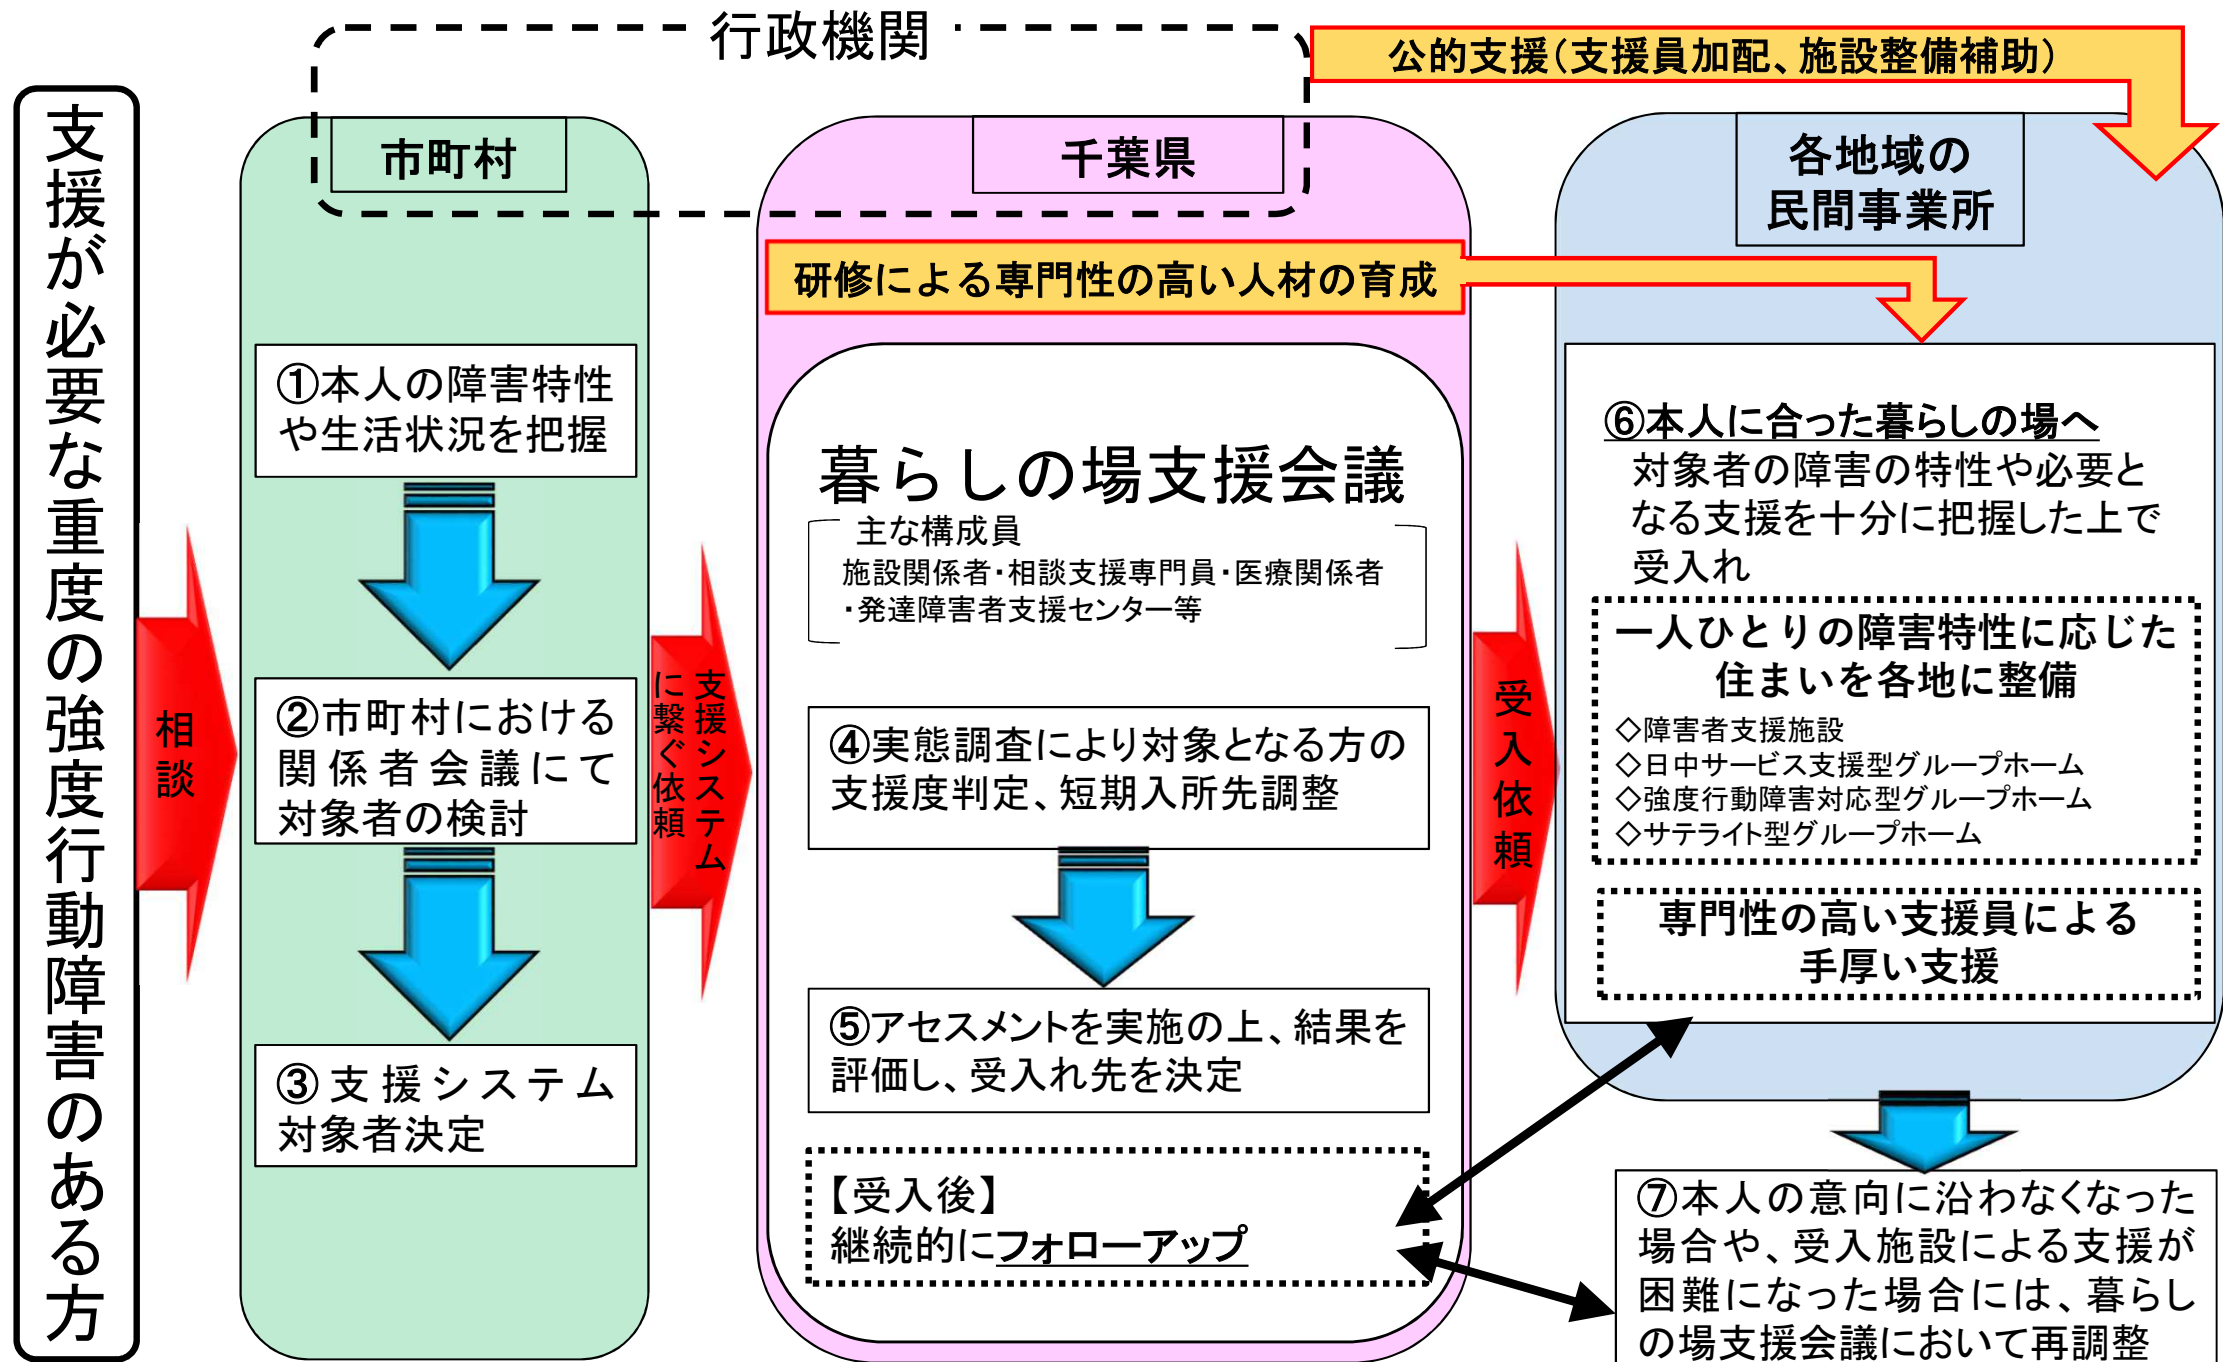 行政機関
公的支援(支援員加配、施設整備補助)
支援が必要な重度の強度行動障害のある方
相談
市町村
①本人の障害特性
や生活状況を把握
②市町村における
関係者会議にて
対象者の検討
③支援システム
対象者決定
支援システム
に繋ぐ依頼
千葉県
研修による専門性の高い人材の育成
暮らしの場支援会議
主な構成員
施設関係者・相談支援専門員・医療関係者
・発達障害者支援センター等
④実態調査により対象となる方の
支援度判定、短期入所先調整
⑤アセスメントを実施の上、結果を
評価し、受入れ先を決定
【受入後】
継続的にフォローアップ
受入依頼
各地域の
民間事業所
⑥本人に合った暮らしの場へ
対象者の障害の特性や必要と
なる支援を十分に把握した上で
受入れ
一人ひとりの障害特性に応じた
住まいを各地に整備
◇障害者支援施設
◇日中サービス支援型グループホーム
◇強度行動障害対応型グループホーム
◇サテライト型グループホーム
専門性の高い支援員による
手厚い支援
⑦本人の意向に沿わなくなった
場合や、受入施設による支援が
困難になった場合には、暮らし
の場支援会議において再調整